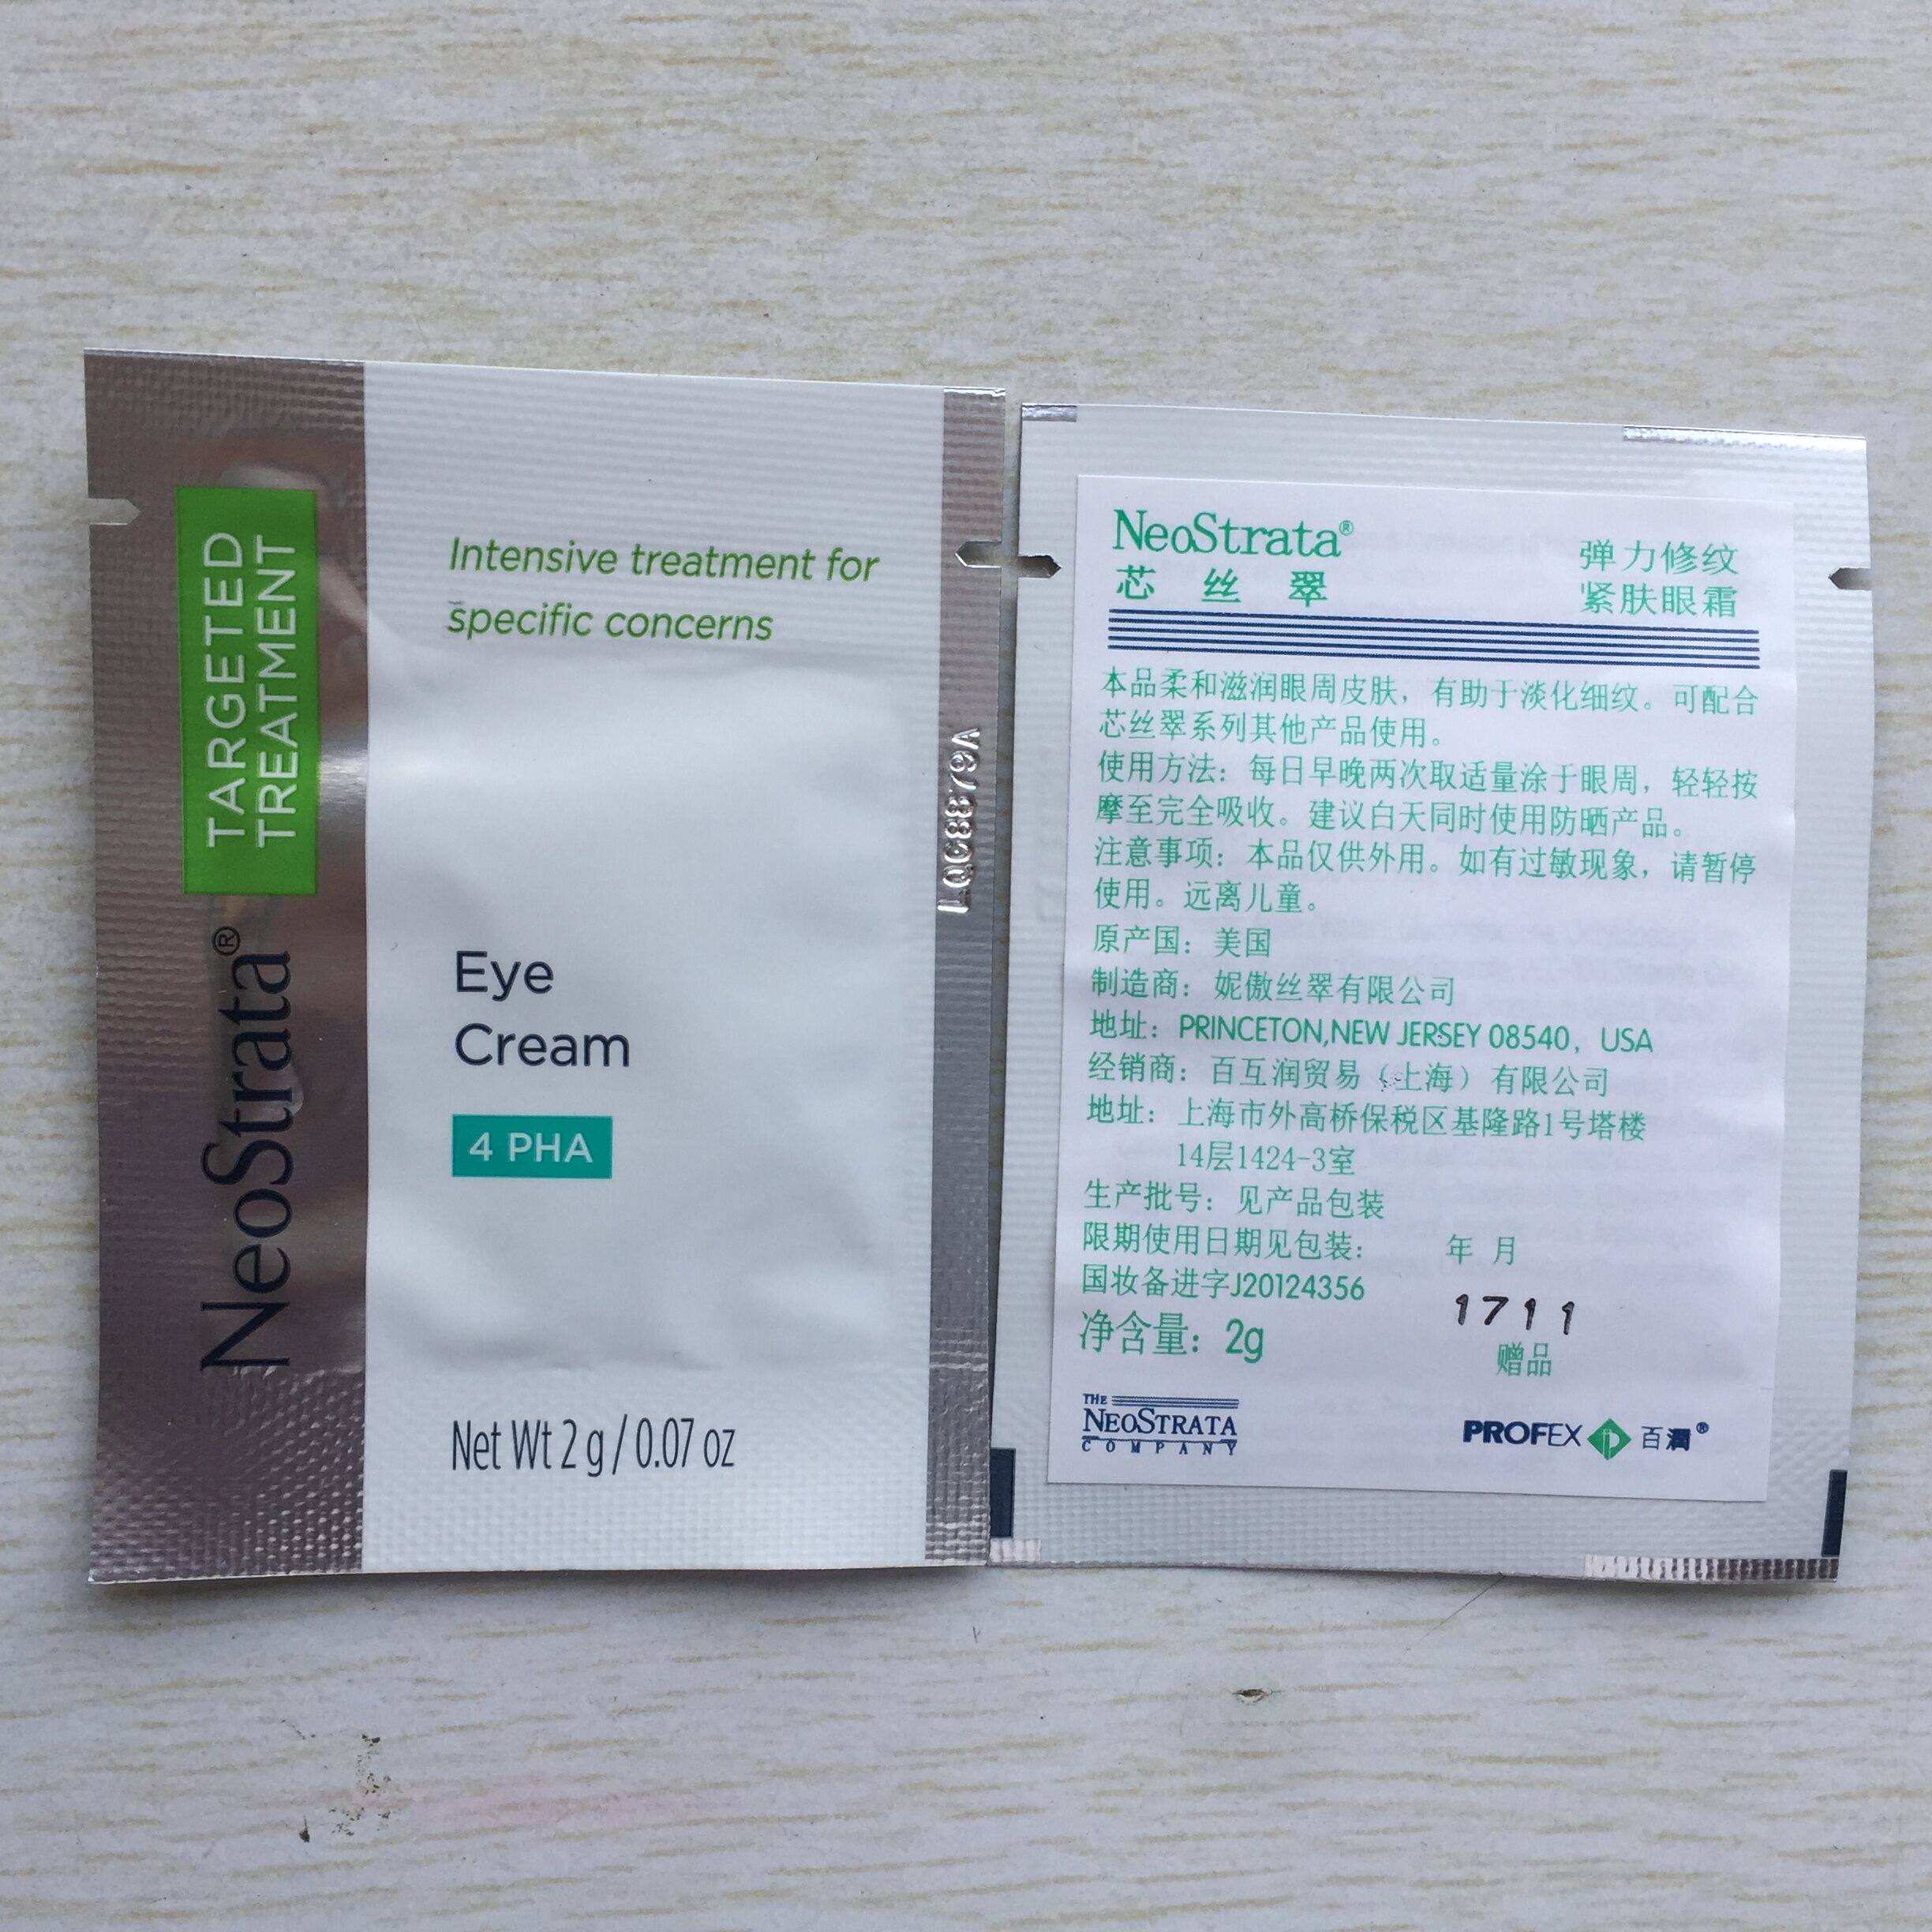 TARGETED
TREATMENT
NeoStrata®
Intensive treatment for
specific concerns
Eye
Cream
4 PHA
Net Wt 2 g / 0.07 oz
LQ68879A
NeoStrata®
芯丝翠
弹力修纹
紧肤眼霜
本品柔和滋润眼周皮肤，有助于淡化细纹。可配合
芯丝翠系列其他产品使用。
使用方法：每日早晚两次取适量涂于眼周，轻轻按
摩至完全吸收。建议白天同时使用防晒产品。
注意事项：本品仅供外用。如有过敏现象，请暂停
使用。远离儿童。
原产国：美国
制造商：妮傲丝翠有限公司
地址：PRINCETON,NEW JERSEY 08540，USA
经销商：百互润贸易（上海）有限公司
地址：上海市外高桥保税区基隆路1号塔楼
14层1424-3室
生产批号：见产品包装
限期使用日期见包装： 年 月
国妆备进字J20124356
1711
净含量：2g
赠品
THE
NEOSTRATA
COMPANY
PROFEX 百潤®